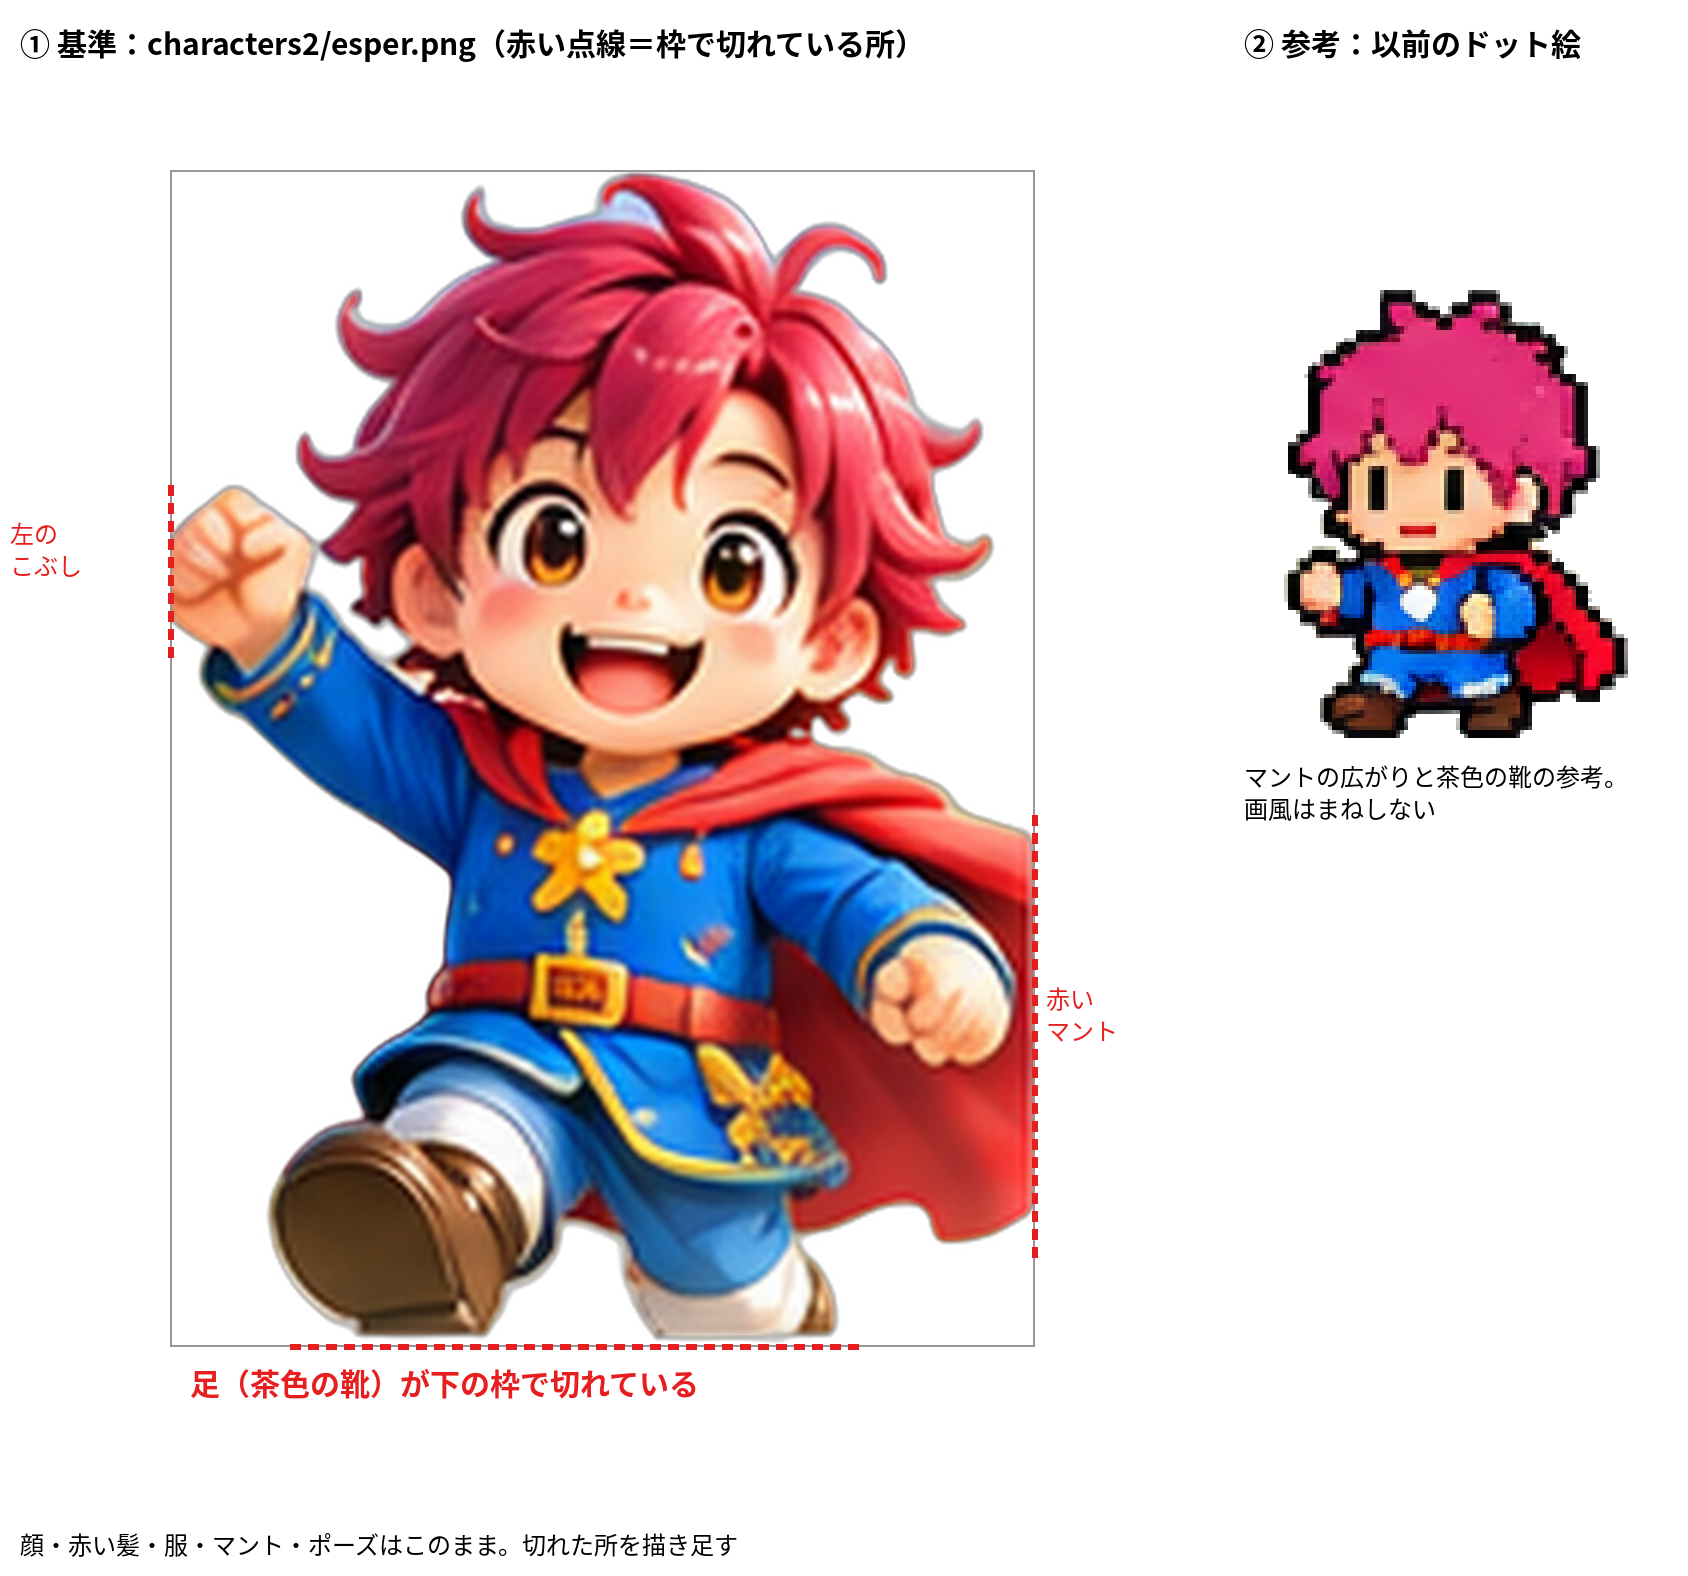 ① 基準：characters2/esper.png（赤い点線＝枠で切れている所）
② 参考：以前のドット絵
左の
こぶし
マントの広がりと茶色の靴の参考。
画風はまねしない
赤い
マント
足（茶色の靴）が下の枠で切れている
顔・赤い髪・服・マント・ポーズはこのまま。切れた所を描き足す